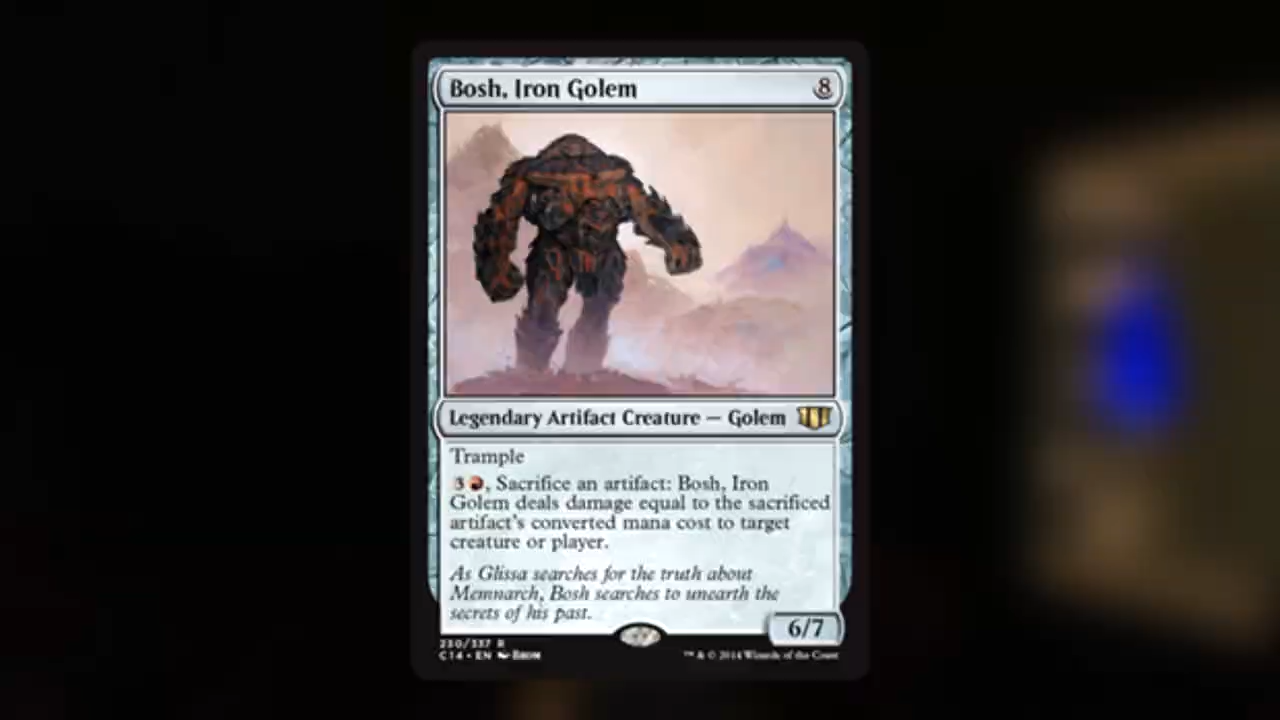 Bosh, Iron Golem 8
Legendary Artifact Creature — Golem
Trample
3, Sacrifice an artifact: Bosh, Iron
Golem deals damage equal to the sacrificed
artifact's converted mana cost to target
creature or player.
As Glissa searches for the truth about
Memnarch, Bosh searches to unearth the
secrets of his past.
6/7
230/337 R
C14 • EN Brom
™ & © 2014 Wizards of the Coast